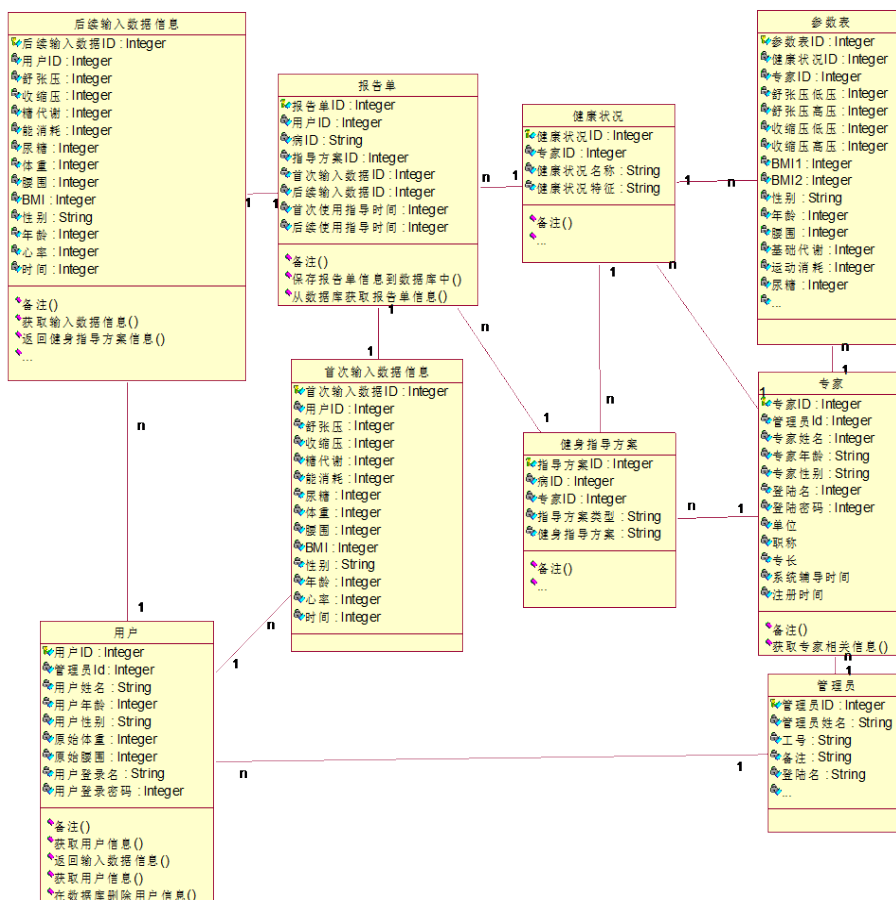 后续输入数据信息
后续输入数据ID : Integer
用户ID : Integer
舒张压 : Integer
收缩压 : Integer
糖代谢 : Integer
能消耗 : Integer
尿糖 : Integer
体重 : Integer
腰围 : Integer
BMI : Integer
性别 : String
年龄 : Integer
心率 : Integer
时间 : Integer
备注()
获取输入数据信息()
返回健身指导方案信息()
...
报告单
报告单ID : Integer
用户ID : Integer
病ID : String
指导方案ID : Integer
首次输入数据ID : Integer
后续输入数据ID : Integer
首次使用指导时间 : Integer
后续使用指导时间 : Integer
备注()
保存报告单信息到数据库中()
从数据库获取报告单信息()
健康状况
健康状况ID : Integer
专家ID : Integer
健康状况名称 : String
健康状况特征 : String
备注()
...
参数表
参数表ID : Integer
健康状况ID : Integer
专家ID : Integer
舒张压低压 : Integer
舒张压高压 : Integer
收缩压低压 : Integer
收缩压高压 : Integer
BMI1 : Integer
BMI2 : Integer
性别 : String
年龄 : Integer
腰围 : Integer
基础代谢 : Integer
运动消耗 : Integer
尿糖 : Integer
...
首次输入数据信息
首次输入数据ID : Integer
用户ID : Integer
舒张压 : Integer
收缩压 : Integer
糖代谢 : Integer
能消耗 : Integer
尿糖 : Integer
体重 : Integer
腰围 : Integer
BMI : Integer
性别 : String
年龄 : Integer
心率 : Integer
时间 : Integer
健身指导方案
指导方案ID : Integer
病ID : Integer
专家ID : Integer
指导方案类型 : String
健身指导方案 : String
备注()
...
专家
专家ID : Integer
管理员Id : Integer
专家姓名 : Integer
专家年龄 : String
专家性别 : String
登陆名 : Integer
登陆密码 : Integer
单位
职称
专长
系统辅导时间
注册时间
备注()
获取专家相关信息()
用户
用户ID : Integer
管理员Id : Integer
用户姓名 : String
用户年龄 : Integer
用户性别 : String
原始体重 : Integer
原始腰围 : Integer
用户登录名 : String
用户登录密码 : Integer
备注()
获取用户信息()
返回输入数据信息()
获取用户信息()
在数据库删除用户信息()
管理员
管理员ID : Integer
管理员姓名 : String
工号 : String
备注 : String
登陆名 : String
...
1
1
n
1
1
n
1
1
n
1
n
1
n
1
n
1
n
1
n
1
n
1
n
1
n
1